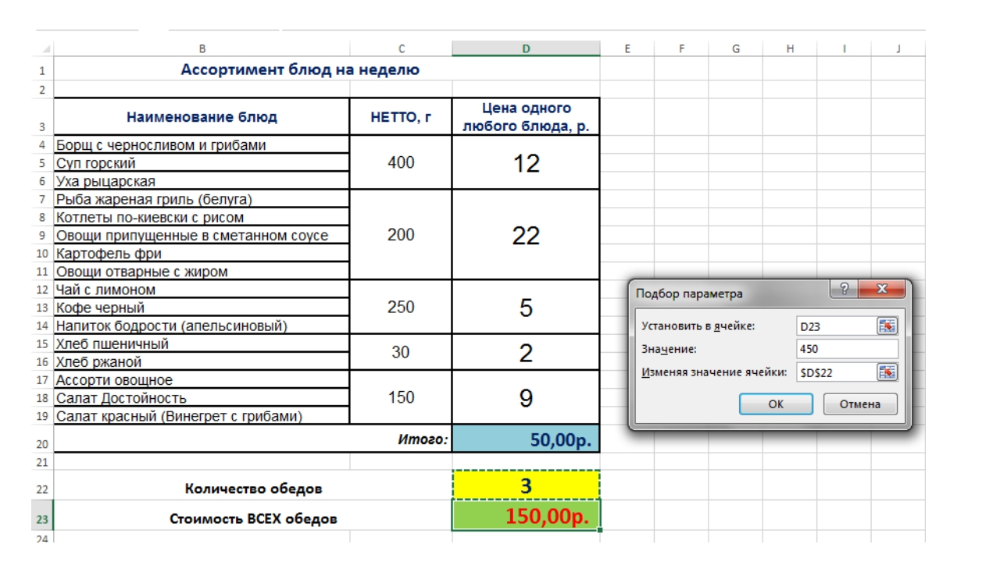 B C D E F G H I J
1 Ассортимент блюд на неделю
2
3 Наименование блюд НЕТТО, г Цена одного
любого блюда, р.
4 Борщ с черносливом и грибами
5 Суп горский 400 12
6 Уха рыцарская
7 Рыба жареная гриль (белуга)
8 Котлеты по-киевски с рисом
9 Овощи припущенные в сметанном соусе 200 22
10 Картофель фри
11 Овощи отварные с жиром
12 Чай с лимоном
13 Кофе черный 250 5
14 Напиток бодрости (апельсиновый)
15 Хлеб пшеничный 30 2
16 Хлеб ржаной
17 Ассорти овощное
18 Салат Достойность 150 9
19 Салат красный (Винегрет с грибами)
20 Итого: 50,00р.
21
22 Количество обедов 3
23 Стоимость ВСЕХ обедов 150,00р.
24
Подбор параметра ? X
Установить в ячейке: D23
Значение: 450
Изменяя значение ячейки: $D$22
ОК Отмена